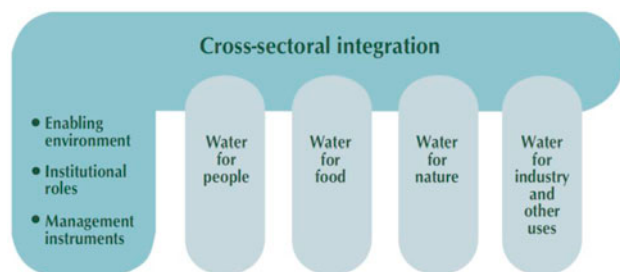 Cross-sectoral integration
• Enabling
environment
• Institutional
roles
• Management
instruments
Water
for
people
Water
for
food
Water
for
nature
Water
for
industry
and
other
uses